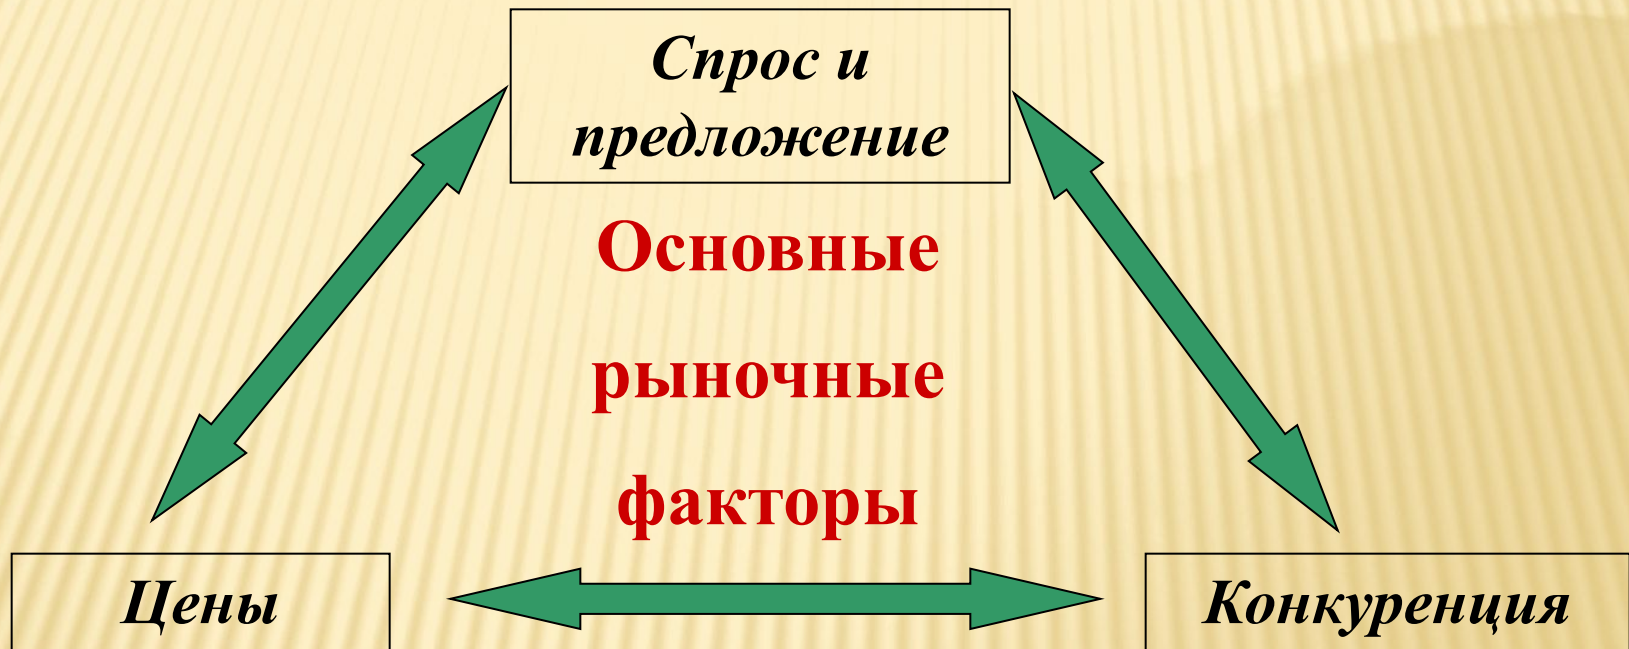 Спрос и
предложение
Основные
рыночные
факторы
Цены
Конкуренция